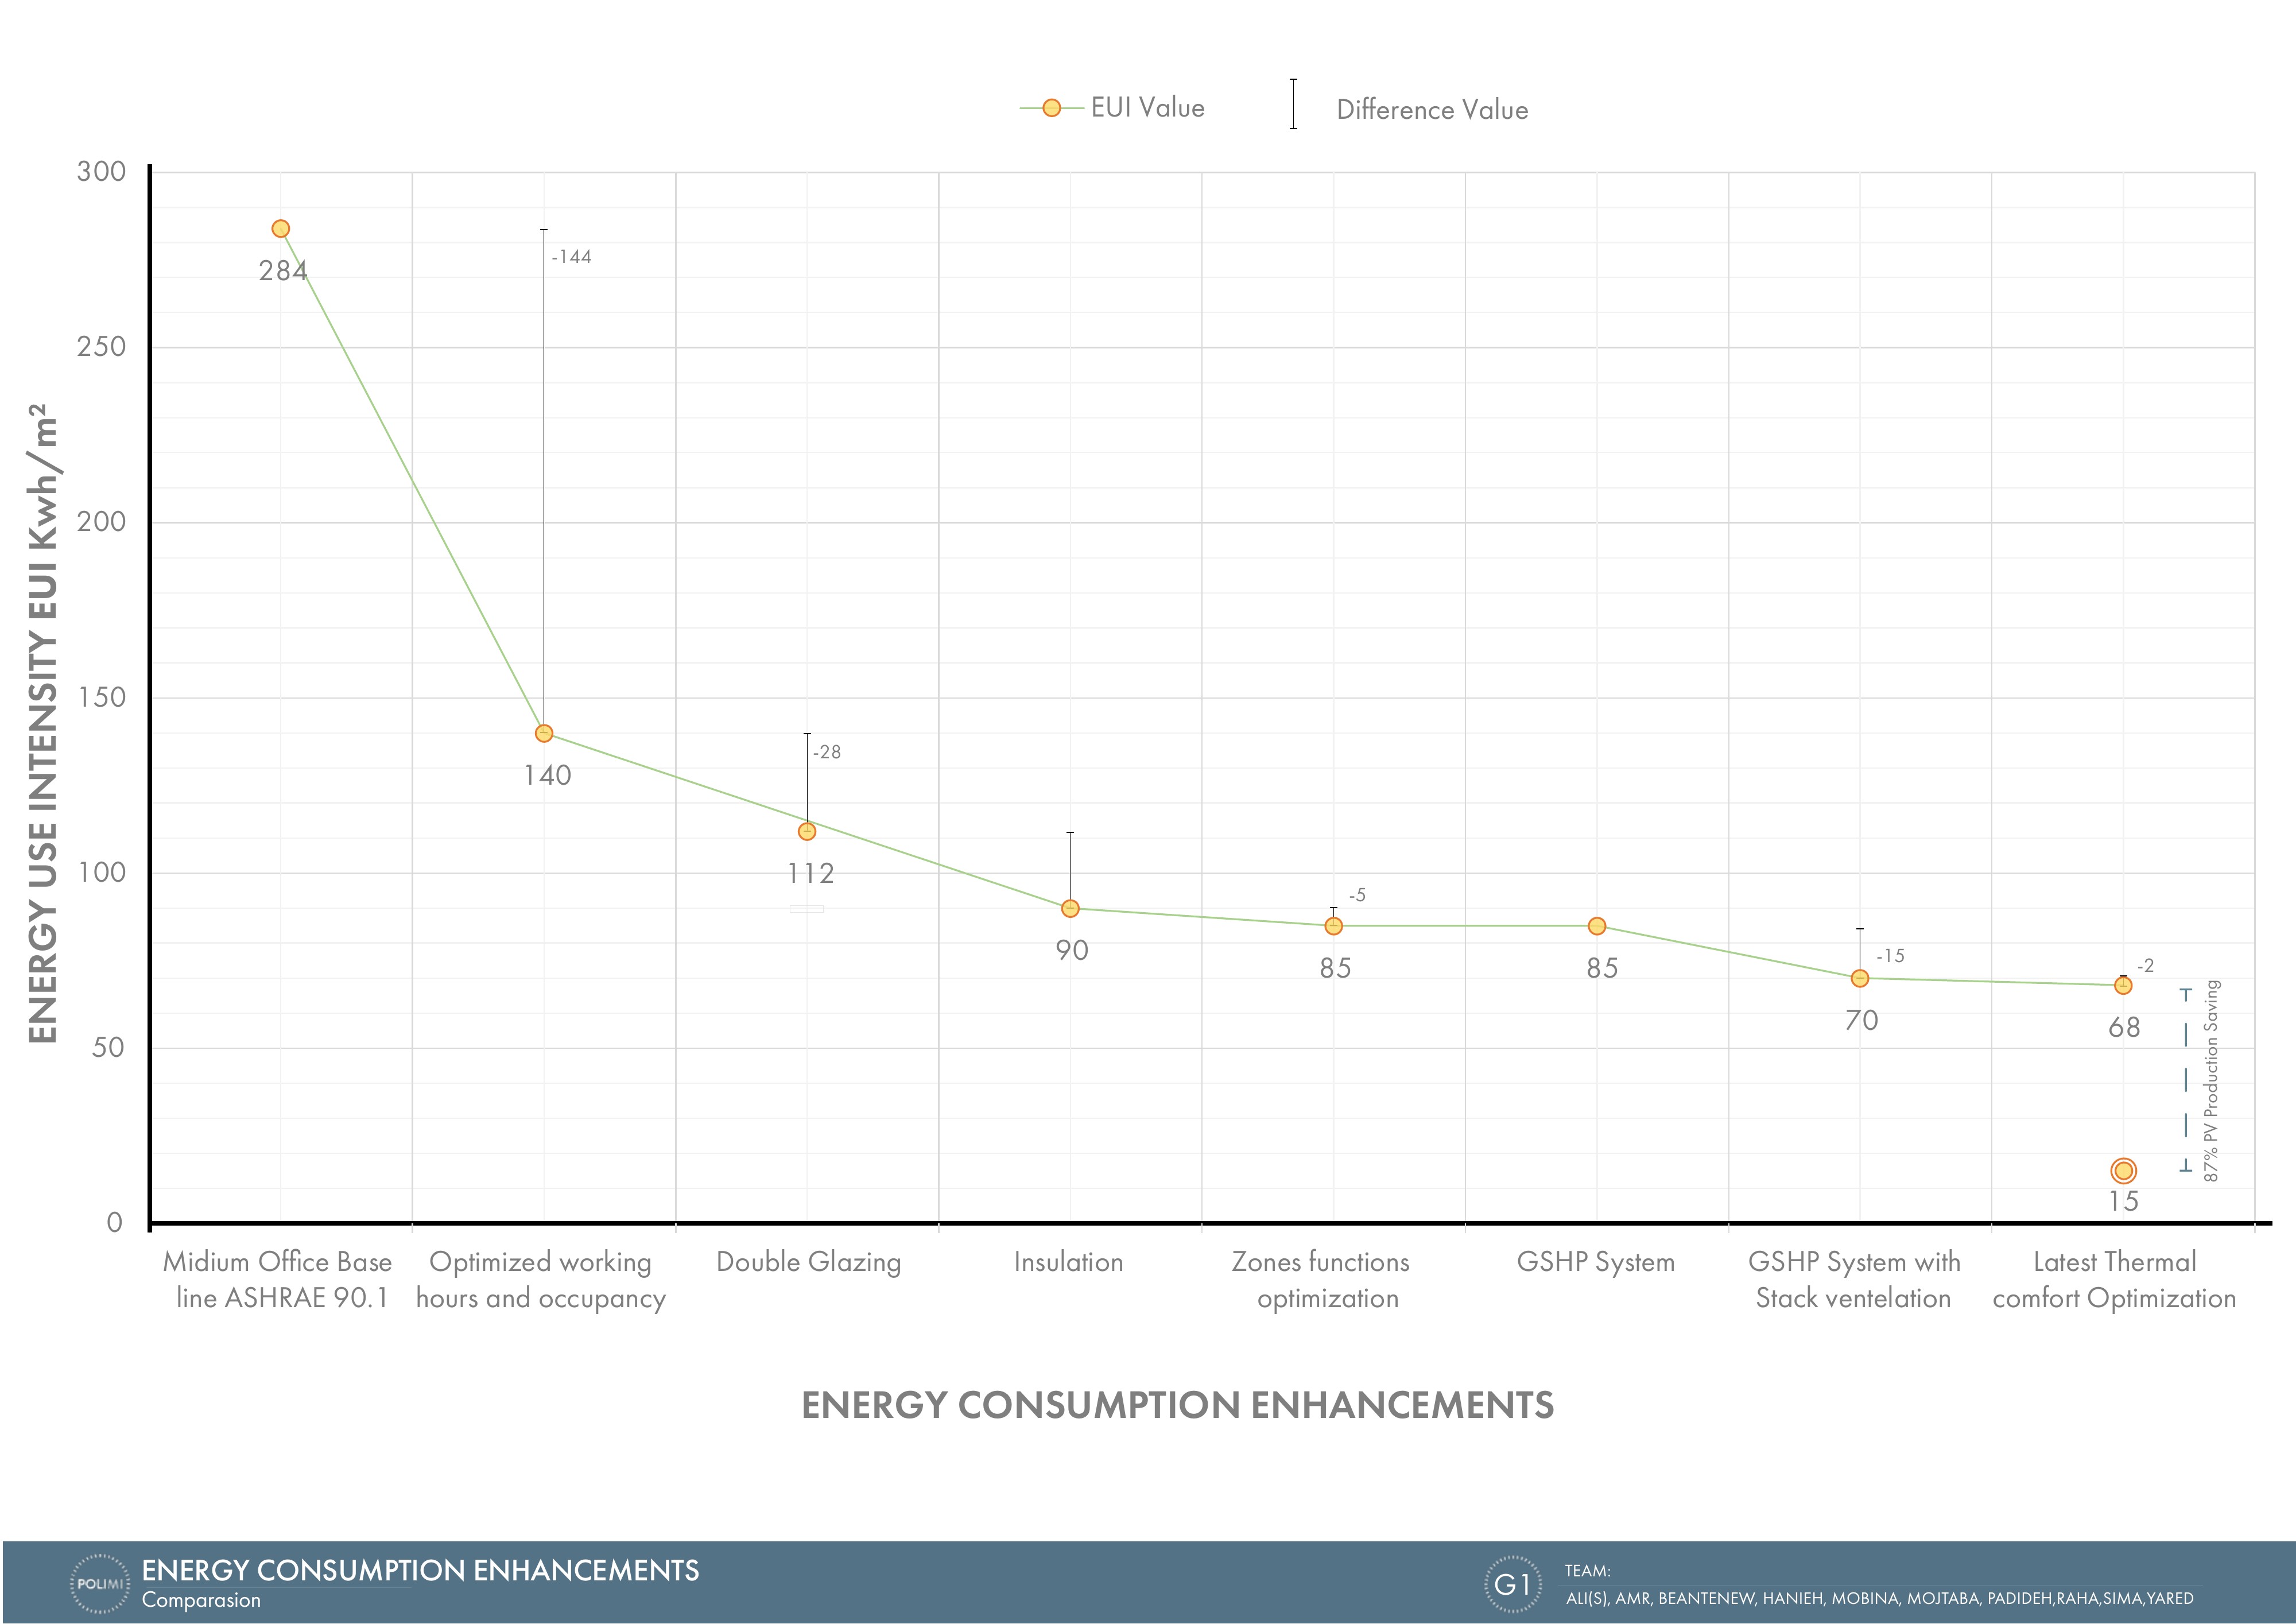 EUI Value
Difference Value
ENERGY USE INTENSITY EUI Kwh/m²
300
250
200
150
100
50
0
284
-144
140
-28
112
90
-5
85
85
-15
70
-2
68
87% PV Production Saving
15
Midium Office Base
line ASHRAE 90.1
Optimized working
hours and occupancy
Double Glazing
Insulation
Zones functions
optimization
GSHP System
GSHP System with
Stack ventelation
Latest Thermal
comfort Optimization
ENERGY CONSUMPTION ENHANCEMENTS
POLIMI
ENERGY CONSUMPTION ENHANCEMENTS
Comparasion
G1
TEAM:
ALI(S), AMR, BEANTENEW, HANIEH, MOBINA, MOJTABA, PADIDEH,RAHA,SIMA,YARED